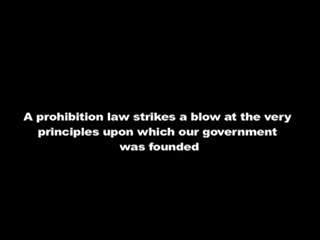 A prohibition law strikes a blow at the very
principles upon which our government
was founded